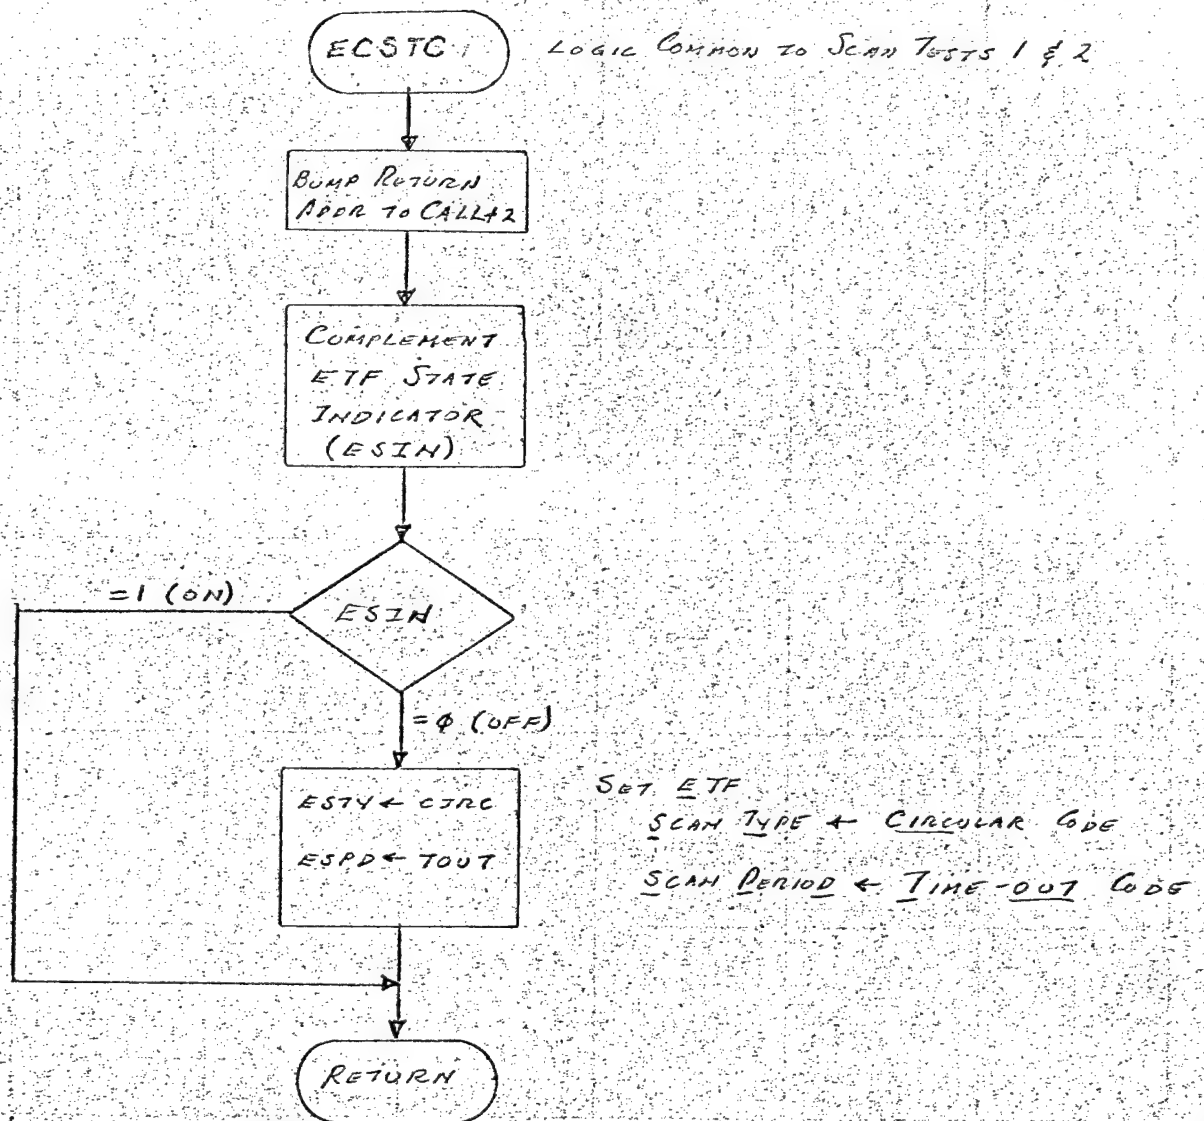 ECSTC
LOGIC COMMON TO SCAN TESTS 1 & 2
BUMP RETURN
ADDR TO CALL+2
COMPLEMENT
ETF STATE
INDICATOR
(ESIN)
=1 (ON)
ESIN
=φ (OFF)
ESTY ← CIRC
ESPD ← TOUT
SET ETF
SCAN TYPE ← CIRCULAR CODE
SCAN PERIOD ← TIME-OUT CODE
RETURN